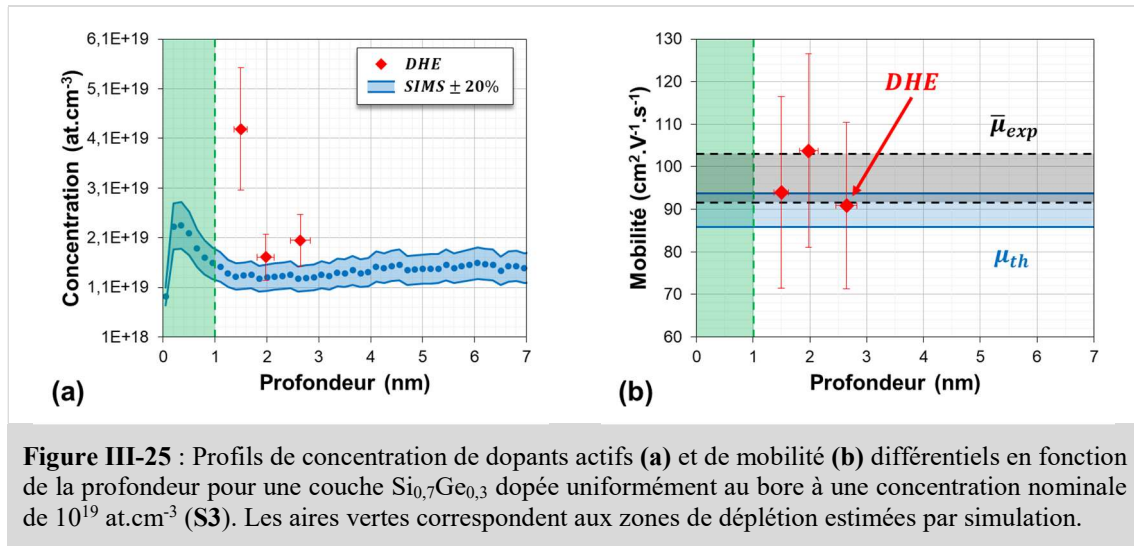 6,1E+19
5,1E+19
4,1E+19
3,1E+19
2,1E+19
1,1E+19
1E+18
Concentration (at.cm-3)
DHE
SIMS ± 20%
0 1 2 3 4 5 6 7
Profondeur (nm)
(a)
130
120
110
100
90
80
70
60
Mobilité (cm2.V-1.s-1)
DHE
μ̅exp
μth
0 1 2 3 4 5 6 7
Profondeur (nm)
(b)
Figure III-25 : Profils de concentration de dopants actifs (a) et de mobilité (b) différentiels en fonction
de la profondeur pour une couche Si0,7Ge0,3 dopée uniformément au bore à une concentration nominale
de 1019 at.cm-3 (S3). Les aires vertes correspondent aux zones de déplétion estimées par simulation.